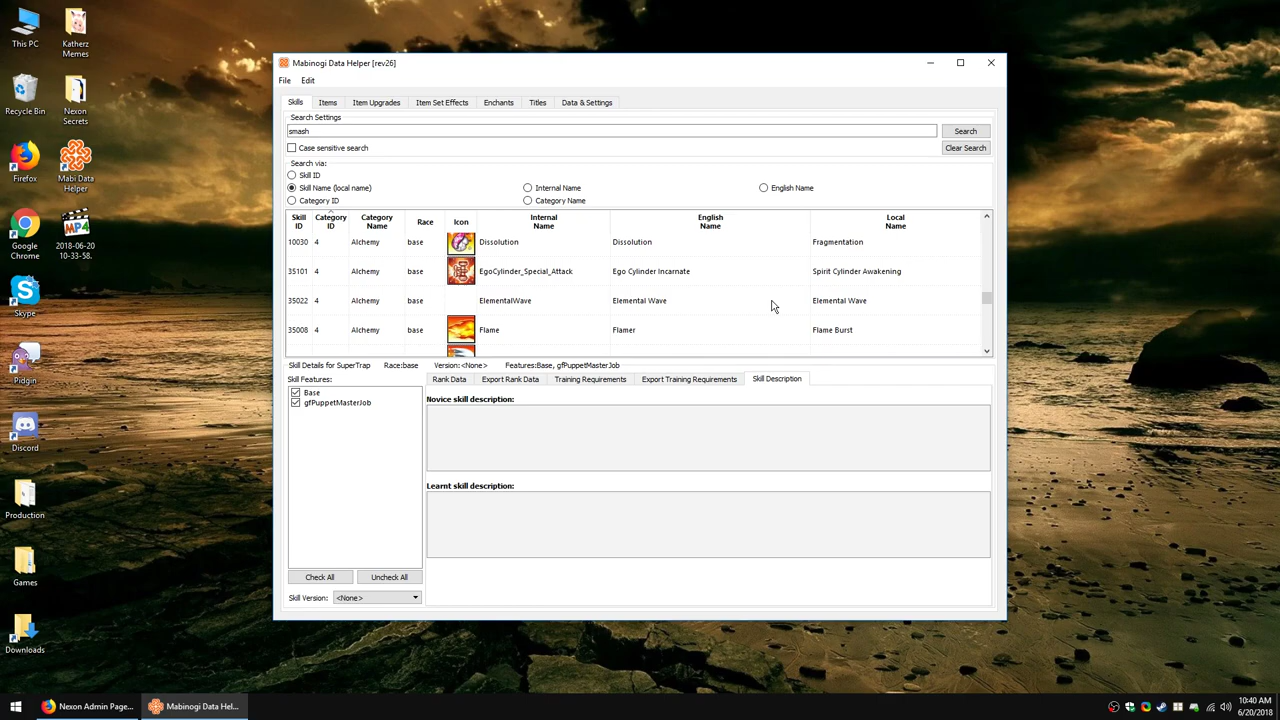 This PC
Katherz
Memes
Recycle Bin
Nexon
Secrets
Firefox
Mabi Data
Helper
Google
Chrome
MP4
2018-06-20
10-33-58.
Skype
Pidgin
Discord
Production
Games
Downloads
Mabinogi Data Helper [rev26]
File Edit
Skills Items Item Upgrades Item Set Effects Enchants Titles Data & Settings
Search Settings
smash Search
Case sensitive search Clear Search
Search via:
Skill ID
Skill Name (local name) Internal Name English Name
Category ID Category Name
Skill ID Category ID Category Name Race Icon Internal Name English Name Local Name
10030 4 Alchemy base Dissolution Dissolution Fragmentation
35101 4 Alchemy base EgoCylinder_Special_Attack Ego Cylinder Incarnate Spirit Cylinder Awakening
35022 4 Alchemy base ElementalWave Elemental Wave Elemental Wave
35008 4 Alchemy base Flame Flamer Flame Burst
Skill Details for SuperTrap Race:base Version:<None> Features:Base, gfPuppetMasterJob
Skill Features: Rank Data Export Rank Data Training Requirements Export Training Requirements Skill Description
Base
gfPuppetMasterJob
Novice skill description:
Learnt skill description:
Check All Uncheck All
Skill Version: <None>
Nexon Admin Page... Mabinogi Data Hel...
10:40 AM
6/20/2018